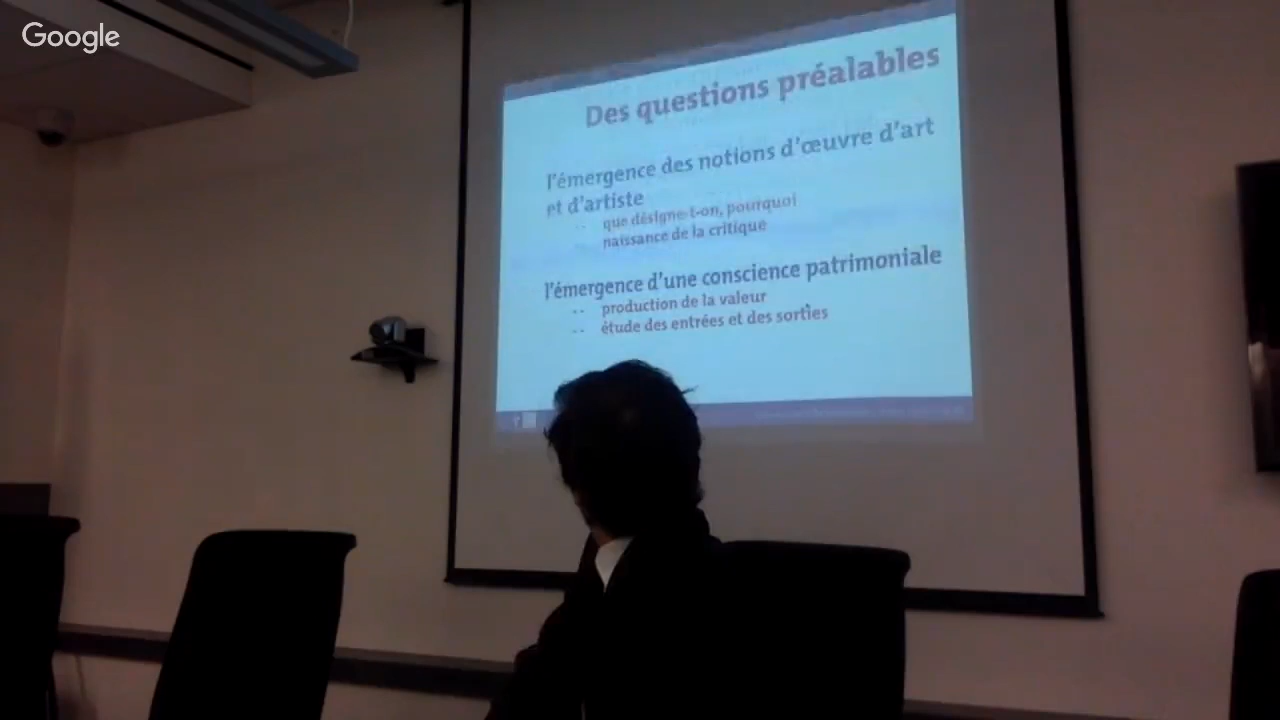 Google
Des questions préalables
l'émergence des notions d'œuvre d'art
et d'artiste
-- que désigne-t-on, pourquoi
naissance de la critique
l'émergence d'une conscience patrimoniale
-- production de la valeur
-- étude des entrées et des sorties